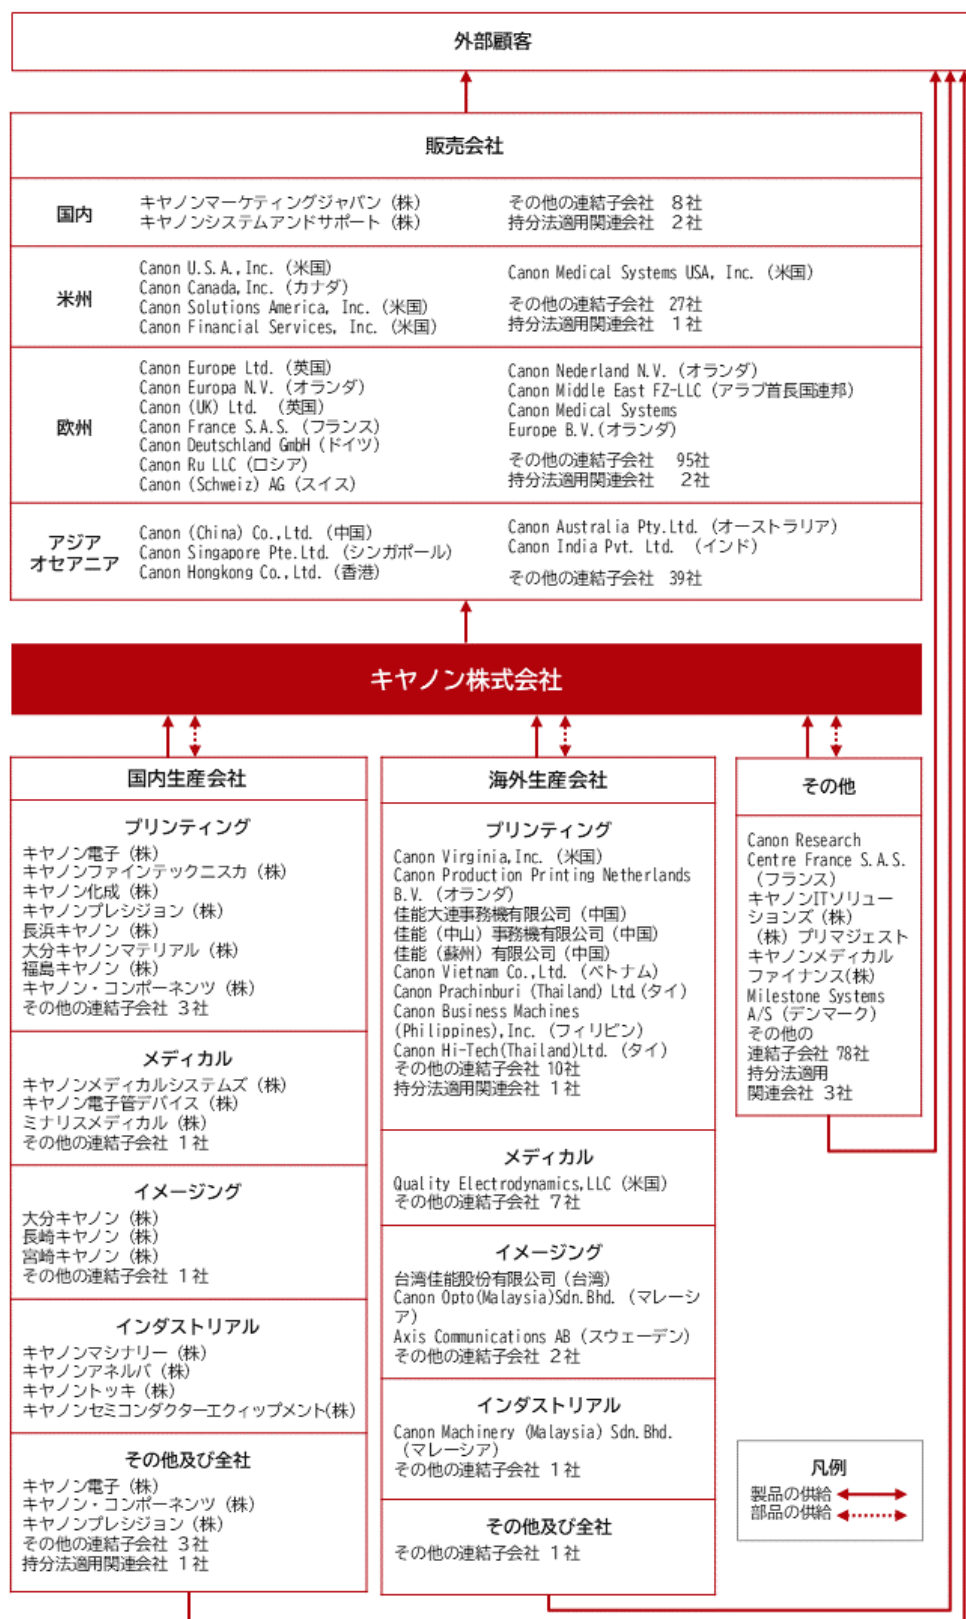 外部顧客
販売会社
国内
キヤノンマーケティングジャパン（株）
キヤノンシステムアンドサポート（株）
その他の連結子会社　8社
持分法適用関連会社　2社
米州
Canon U.S.A.,Inc.（米国）
Canon Canada,Inc.（カナダ）
Canon Solutions America, Inc.（米国）
Canon Financial Services, Inc.（米国）
Canon Medical Systems USA, Inc.（米国）
その他の連結子会社　27社
持分法適用関連会社　1社
欧州
Canon Europe Ltd.（英国）
Canon Europa N.V.（オランダ）
Canon (UK) Ltd.（英国）
Canon France S.A.S.（フランス）
Canon Deutschland GmbH（ドイツ）
Canon Ru LLC（ロシア）
Canon (Schweiz) AG（スイス）
Canon Nederland N.V.（オランダ）
Canon Middle East FZ-LLC（アラブ首長国連邦）
Canon Medical Systems
Europe B.V.(オランダ)
その他の連結子会社　95社
持分法適用関連会社　2社
アジア
オセアニア
Canon (China) Co.,Ltd.（中国）
Canon Singapore Pte.Ltd.（シンガポール）
Canon Hongkong Co.,Ltd.（香港）
Canon Australia Pty.Ltd.（オーストラリア）
Canon India Pvt. Ltd.（インド）
その他の連結子会社　39社
キヤノン株式会社
国内生産会社
プリンティング
キヤノン電子（株）
キヤノンファインテックニスカ（株）
キヤノン化成（株）
キヤノンプレシジョン（株）
長浜キヤノン（株）
大分キヤノンマテリアル（株）
福島キヤノン（株）
キヤノン・コンポーネンツ（株）
その他の連結子会社 3社
メディカル
キヤノンメディカルシステムズ（株）
キヤノン電子管デバイス（株）
ミナリスメディカル（株）
その他の連結子会社 1社
イメージング
大分キヤノン（株）
長崎キヤノン（株）
宮崎キヤノン（株）
その他の連結子会社 1社
インダストリアル
キヤノンマシナリー（株）
キヤノンアネルバ（株）
キヤノントッキ（株）
キヤノンセミコンダクターエクィップメント(株)
その他及び全社
キヤノン電子（株）
キヤノン・コンポーネンツ（株）
キヤノンプレシジョン（株）
その他の連結子会社 3社
持分法適用関連会社 1社
海外生産会社
プリンティング
Canon Virginia,Inc.（米国）
Canon Production Printing Netherlands
B.V.（オランダ）
佳能大連事務機有限公司（中国）
佳能（中山）事務機有限公司（中国）
佳能（蘇州）有限公司（中国）
Canon Vietnam Co.,Ltd.（ベトナム）
Canon Prachinburi (Thailand) Ltd.(タイ)
Canon Business Machines
(Philippines),Inc.（フィリピン）
Canon Hi-Tech(Thailand)Ltd.（タイ）
その他の連結子会社 10社
持分法適用関連会社 1社
メディカル
Quality Electrodynamics,LLC（米国）
その他の連結子会社 7社
イメージング
台湾佳能股份有限公司（台湾）
Canon Opto(Malaysia)Sdn.Bhd.（マレーシ
ア）
Axis Communications AB（スウェーデン）
その他の連結子会社 2社
インダストリアル
Canon Machinery (Malaysia) Sdn.Bhd.
（マレーシア）
その他の連結子会社 1社
その他及び全社
その他の連結子会社 1社
その他
Canon Research
Centre France S.A.S.
（フランス）
キヤノンITソリュー
ションズ（株）
（株）プリマジェスト
キヤノンメディカル
ファイナンス(株)
Milestone Systems
A/S（デンマーク）
その他の
連結子会社 78社
持分法適用
関連会社 3社
凡例
製品の供給
部品の供給